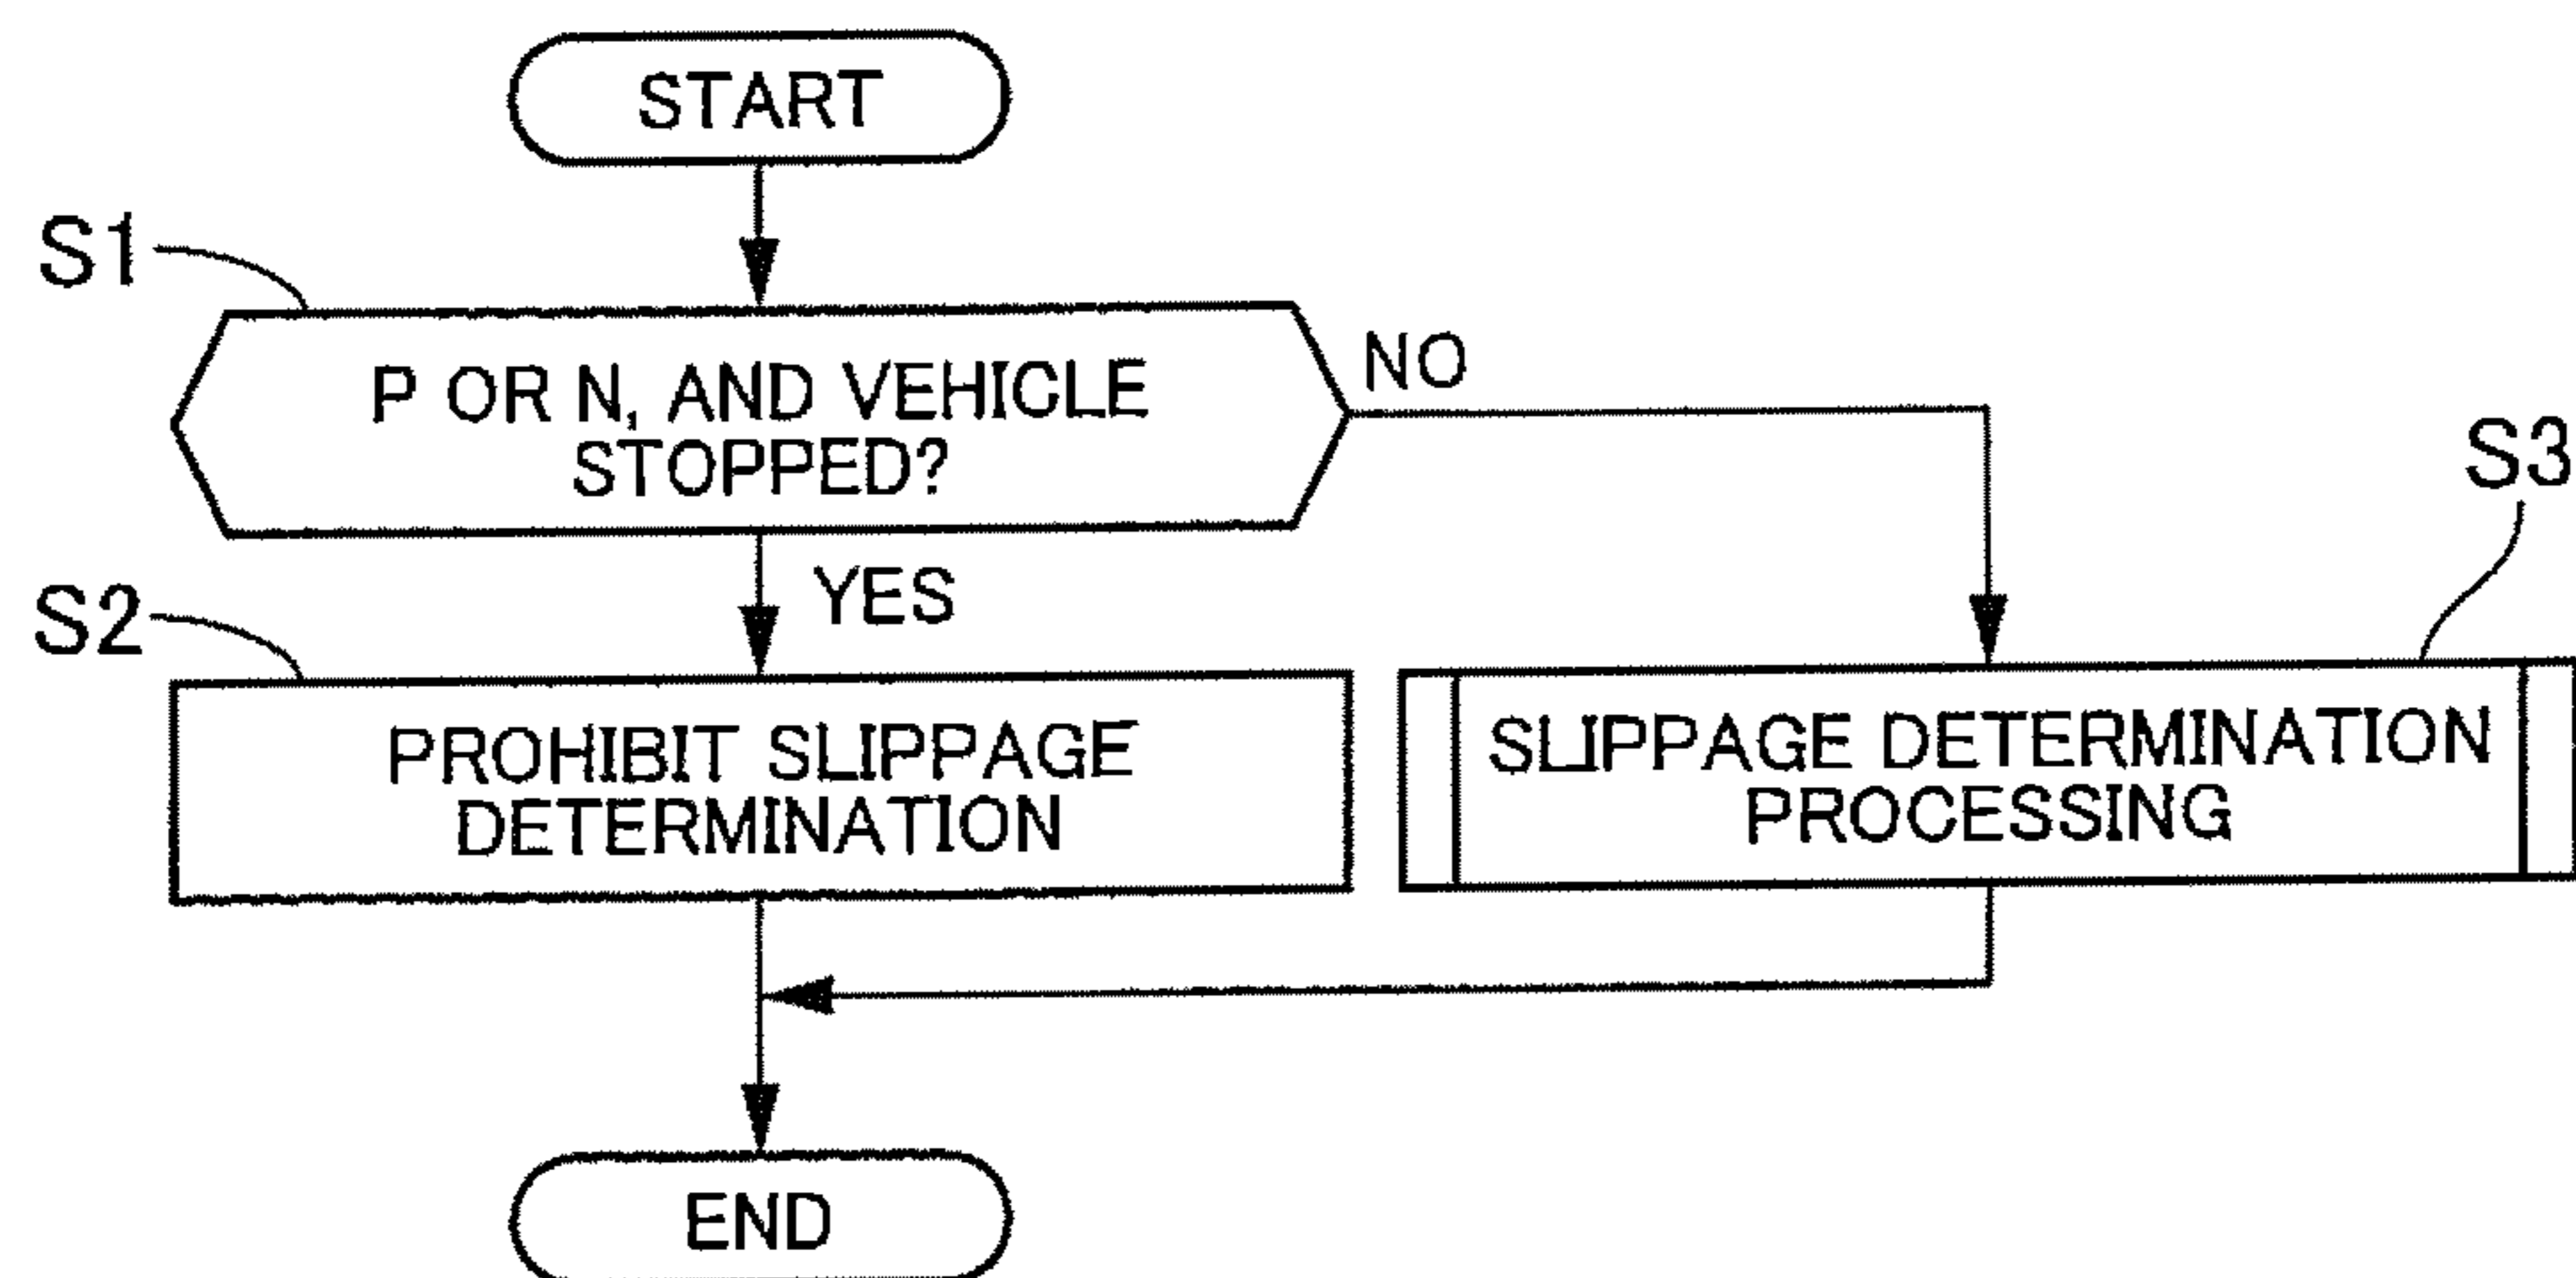 START
S1
P OR N, AND VEHICLE
STOPPED?
NO
YES
S2
PROHIBIT SLIPPAGE
DETERMINATION
S3
SLIPPAGE DETERMINATION
PROCESSING
END